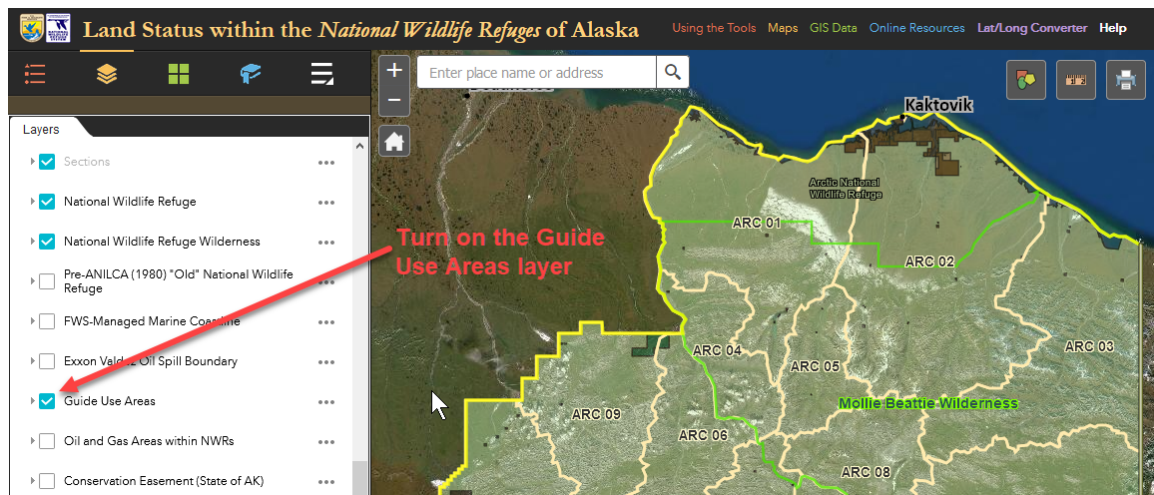 Land Status within the National Wildlife Refuges of Alaska
Using the Tools Maps GIS Data Online Resources Lat/Long Converter Help
Enter place name or address
Layers
Sections
National Wildlife Refuge
National Wildlife Refuge Wilderness
Pre-ANILCA (1980) "Old" National Wildlife
Refuge
FWS-Managed Marine Coastline
Exxon Valdez Oil Spill Boundary
Guide Use Areas
Oil and Gas Areas within NWRs
Conservation Easement (State of AK)
Turn on the Guide
Use Areas layer
Kaktovik
Arctic National
Wildlife Refuge
ARC 01
ARC 02
ARC 03
ARC 04
ARC 05
Mollie Beattie Wilderness
ARC 09
ARC 06
ARC 08